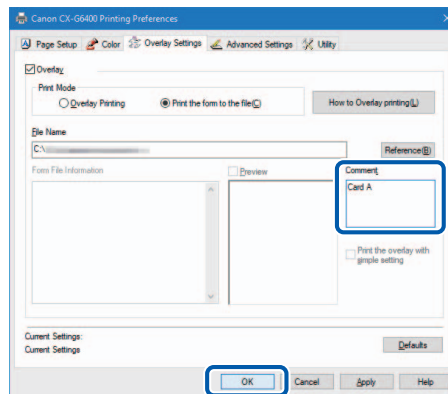 Canon CX-G6400 Printing Preferences
Page Setup Color Overlay Settings Advanced Settings Utility
Overlay
Print Mode
Overlay Printing Print the form to the file(C) How to Overlay printing(L)
File Name
C:\
Reference(B)
Form File Information Preview Comment
Card A
Print the overlay with
simple setting
Current Settings:
Current Settings
Defaults
OK Cancel Apply Help